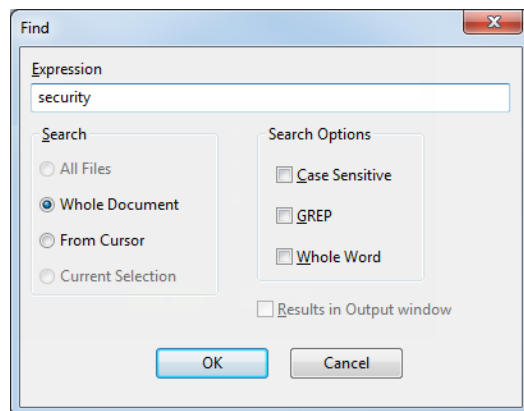 Find
Expression
security
Search
All Files
Whole Document
From Cursor
Current Selection
Search Options
Case Sensitive
GREP
Whole Word
Results in Output window
OK
Cancel